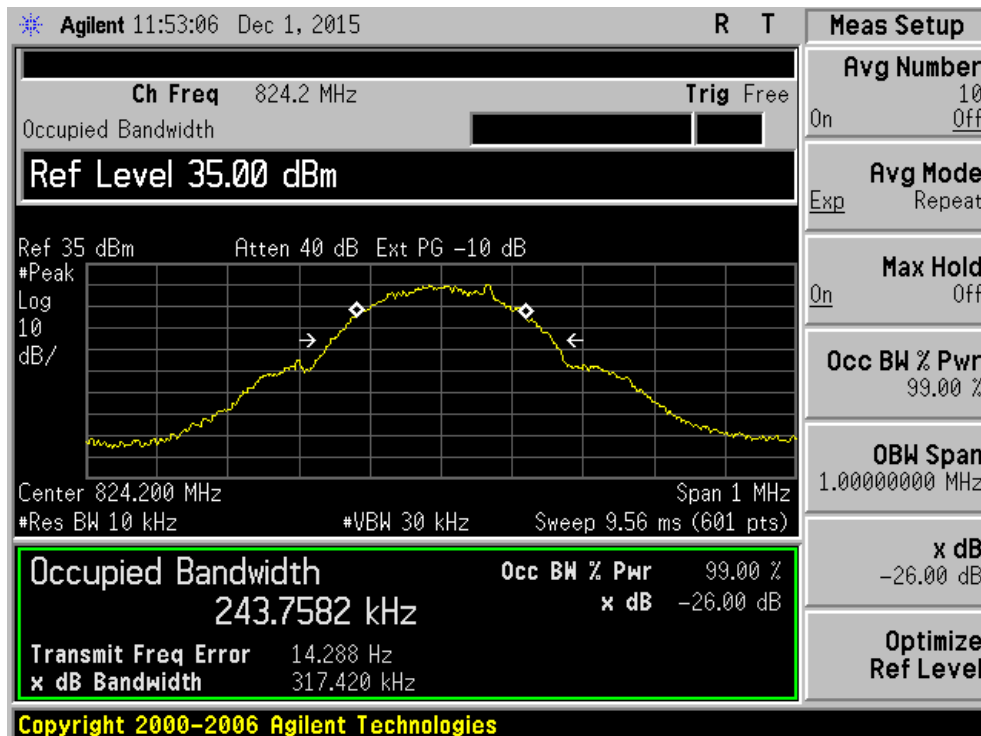 Agilent 11:53:06 Dec 1, 2015 R T
Meas Setup
Ch Freq 824.2 MHz Trig Free
Occupied Bandwidth
Ref Level 35.00 dBm
Ref 35 dBm Atten 40 dB Ext PG -10 dB
#Peak
Log
10
dB/
Center 824.200 MHz Span 1 MHz
#Res BW 10 kHz #VBW 30 kHz Sweep 9.56 ms (601 pts)
Occupied Bandwidth
243.7582 kHz
Occ BW % Pwr 99.00 %
x dB -26.00 dB
Transmit Freq Error 14.288 Hz
x dB Bandwidth 317.420 kHz
Avg Number
10
On Off
Avg Mode
Exp Repeat
Max Hold
On Off
Occ BW % Pwr
99.00 %
OBW Span
1.00000000 MHz
x dB
-26.00 dB
Optimize
Ref Level
Copyright 2000-2006 Agilent Technologies